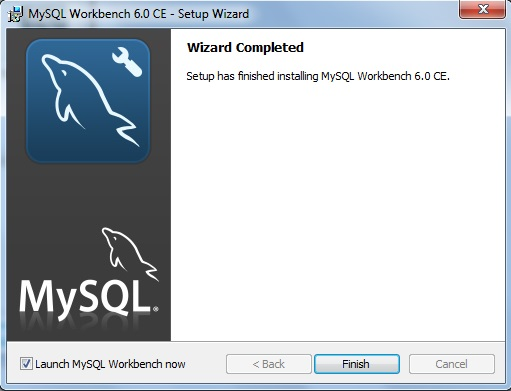 MySQL Workbench 6.0 CE - Setup Wizard
Wizard Completed
Setup has finished installing MySQL Workbench 6.0 CE.
MySQL®
Launch MySQL Workbench now
< Back
Finish
Cancel